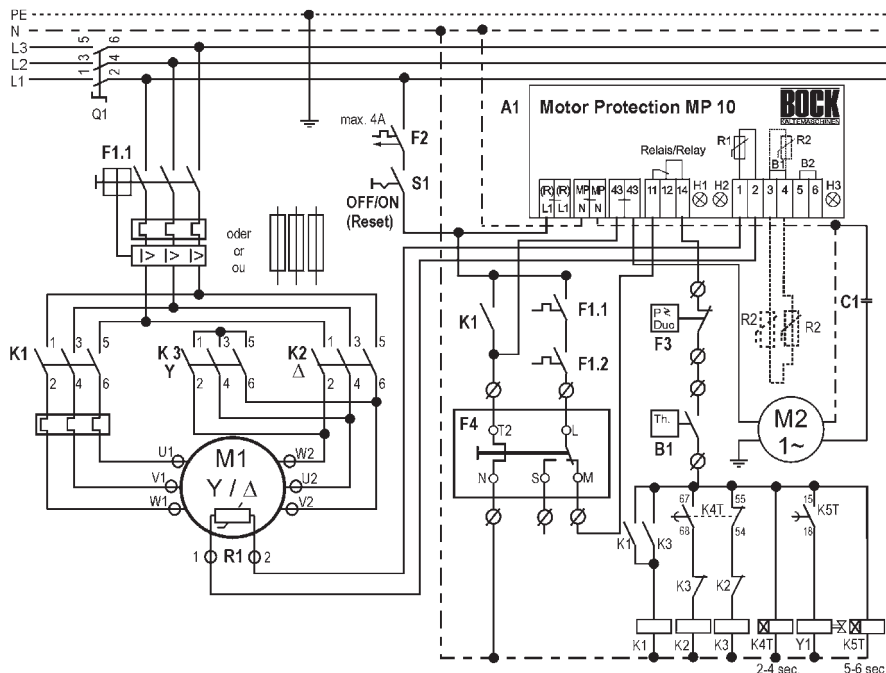 PE
N
L3 5 6
L2 3 4
L1 1 2
Q1
A1 Motor Protection MP 10 BOCK
KÄLTEMASCHINEN
max. 4A
F2
R1 R2
Relais/Relay B1 B2
F1.1
S1
OFF/ON
(Reset)
(R) (R) MP MP 43 43 11 12 14 H1 H2 1 2 3 4 5 6 H3
L1 L1 N N
I> I> I>
oder
or
ou
K1 1 3 5
2 4 6
K3 1 3 5
Y 2 4 6
K2 1 3 5
Δ 2 4 6
K1
F1.1
F1.2
P
Duc
F3
R2 R2
C1
F4 T2 L
N S M
Th.
B1
M2
1~
U1 M1 W2
V1 Y / Δ U2
W1 V2
1 R1 2
67 55 15
K4T K5T
68 54 18
K1 K3
K3 K2
K1 K2 K3 K4T Y1 K5T
2-4 sec 5-6 sec